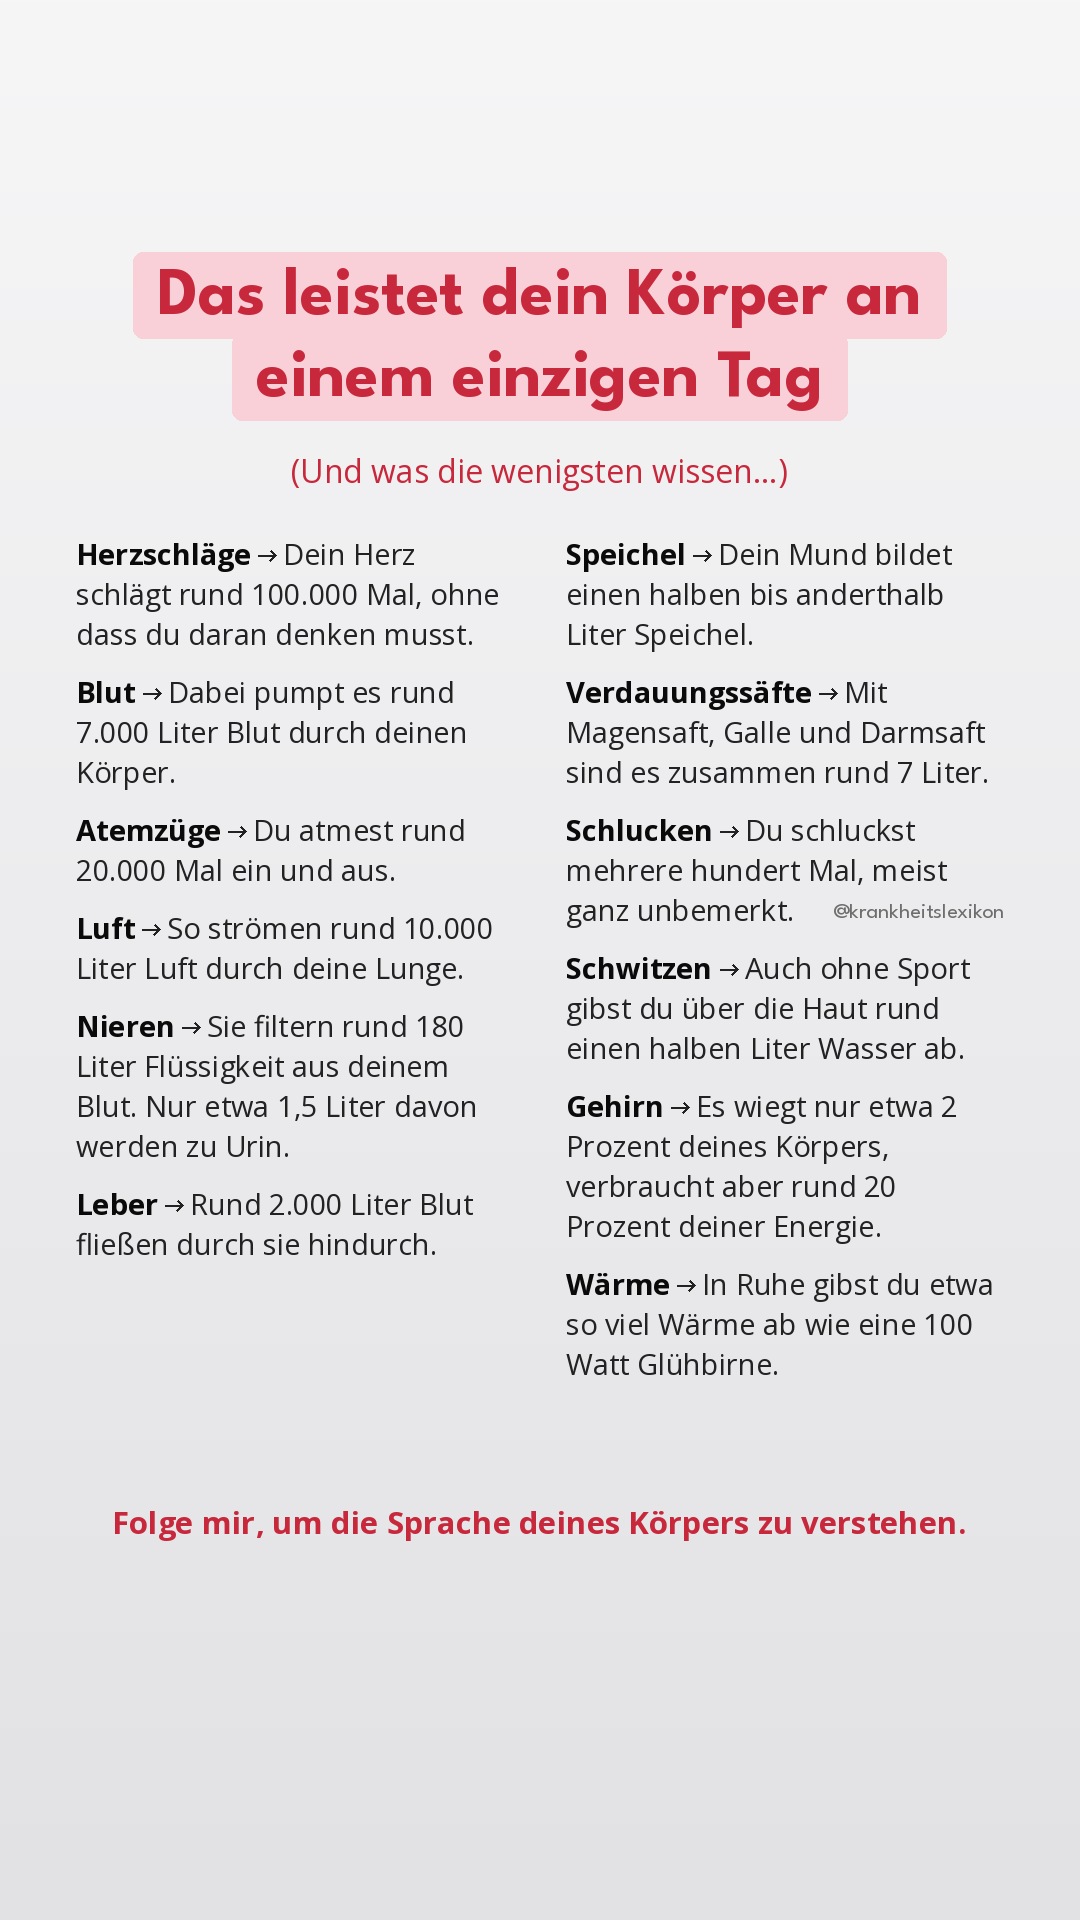 Das leistet dein Körper an
einem einzigen Tag
(Und was die wenigsten wissen...)
Herzschläge → Dein Herz
schlägt rund 100.000 Mal, ohne
dass du daran denken musst.
Blut → Dabei pumpt es rund
7.000 Liter Blut durch deinen
Körper.
Atemzüge → Du atmest rund
20.000 Mal ein und aus.
Luft → So strömen rund 10.000
Liter Luft durch deine Lunge.
Nieren → Sie filtern rund 180
Liter Flüssigkeit aus deinem
Blut. Nur etwa 1,5 Liter davon
werden zu Urin.
Leber → Rund 2.000 Liter Blut
fließen durch sie hindurch.
Speichel → Dein Mund bildet
einen halben bis anderthalb
Liter Speichel.
Verdauungssäfte → Mit
Magensaft, Galle und Darmsaft
sind es zusammen rund 7 Liter.
Schlucken → Du schluckst
mehrere hundert Mal, meist
ganz unbemerkt.
@krankheitslexikon
Schwitzen → Auch ohne Sport
gibst du über die Haut rund
einen halben Liter Wasser ab.
Gehirn → Es wiegt nur etwa 2
Prozent deines Körpers,
verbraucht aber rund 20
Prozent deiner Energie.
Wärme → In Ruhe gibst du etwa
so viel Wärme ab wie eine 100
Watt Glühbirne.
Folge mir, um die Sprache deines Körpers zu verstehen.